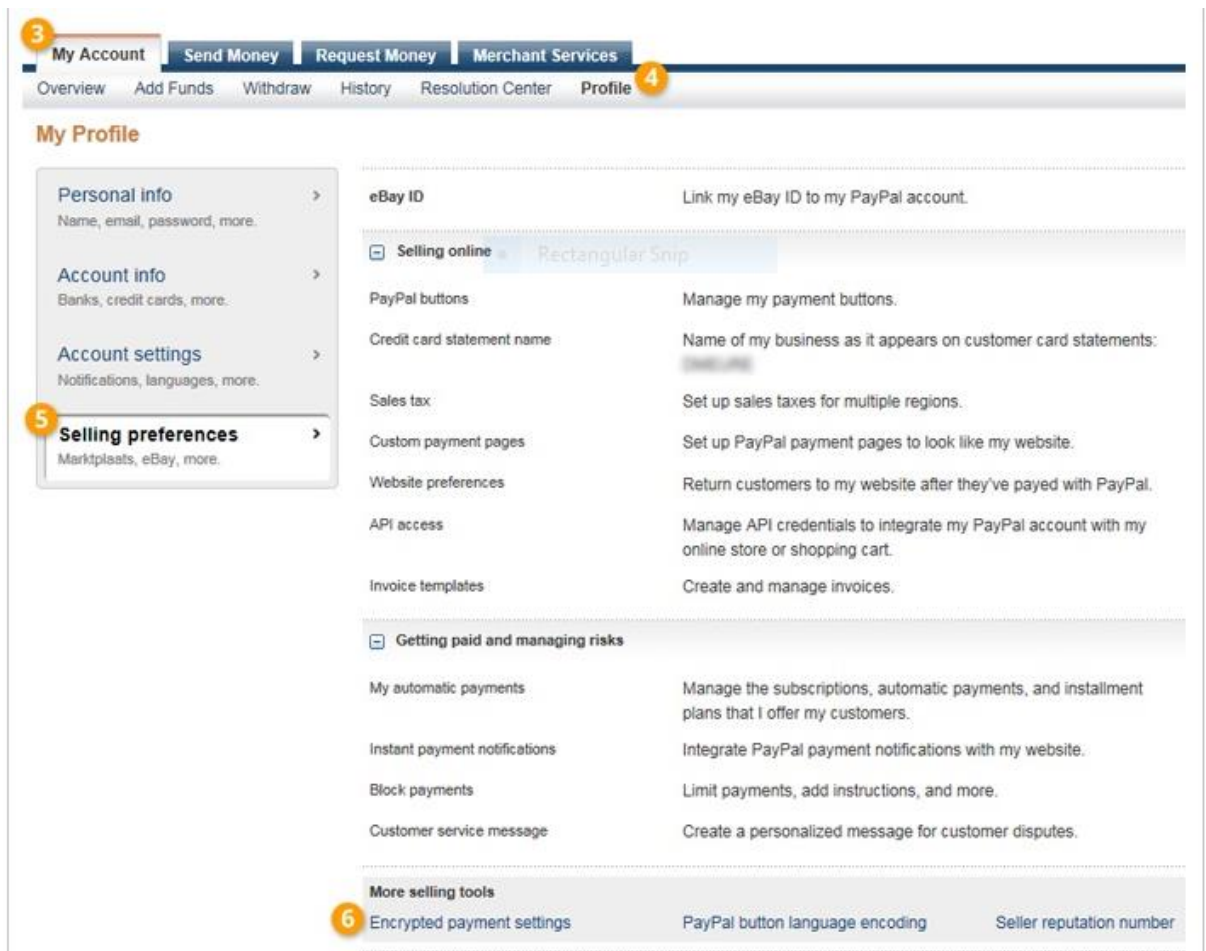 3
My Account Send Money Request Money Merchant Services
4
Overview Add Funds Withdraw History Resolution Center Profile
My Profile
Personal info
Name, email, password, more.
Account info
Banks, credit cards, more.
Account settings
Notifications, languages, more.
5
Selling preferences
Marktplaats, eBay, more.
eBay ID Link my eBay ID to my PayPal account.
Selling online Rectangular Snip
PayPal buttons Manage my payment buttons.
Credit card statement name Name of my business as it appears on customer card statements:
Sales tax Set up sales taxes for multiple regions.
Custom payment pages Set up PayPal payment pages to look like my website.
Website preferences Return customers to my website after they've payed with PayPal.
API access Manage API credentials to integrate my PayPal account with my
online store or shopping cart.
Invoice templates Create and manage invoices.
Getting paid and managing risks
My automatic payments Manage the subscriptions, automatic payments, and installment
plans that I offer my customers.
Instant payment notifications Integrate PayPal payment notifications with my website.
Block payments Limit payments, add instructions, and more.
Customer service message Create a personalized message for customer disputes.
More selling tools
6 Encrypted payment settings PayPal button language encoding Seller reputation number